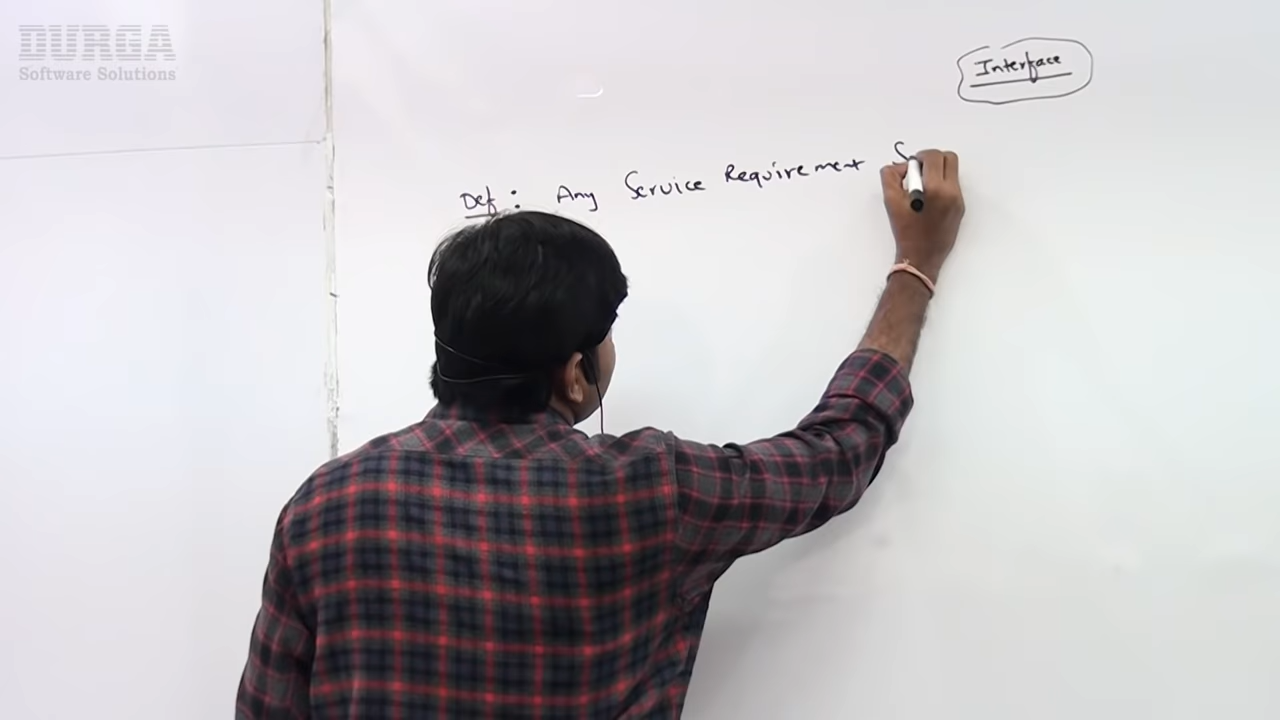 DURGA
Software Solutions
Interface
Def : Any Service Requirement S